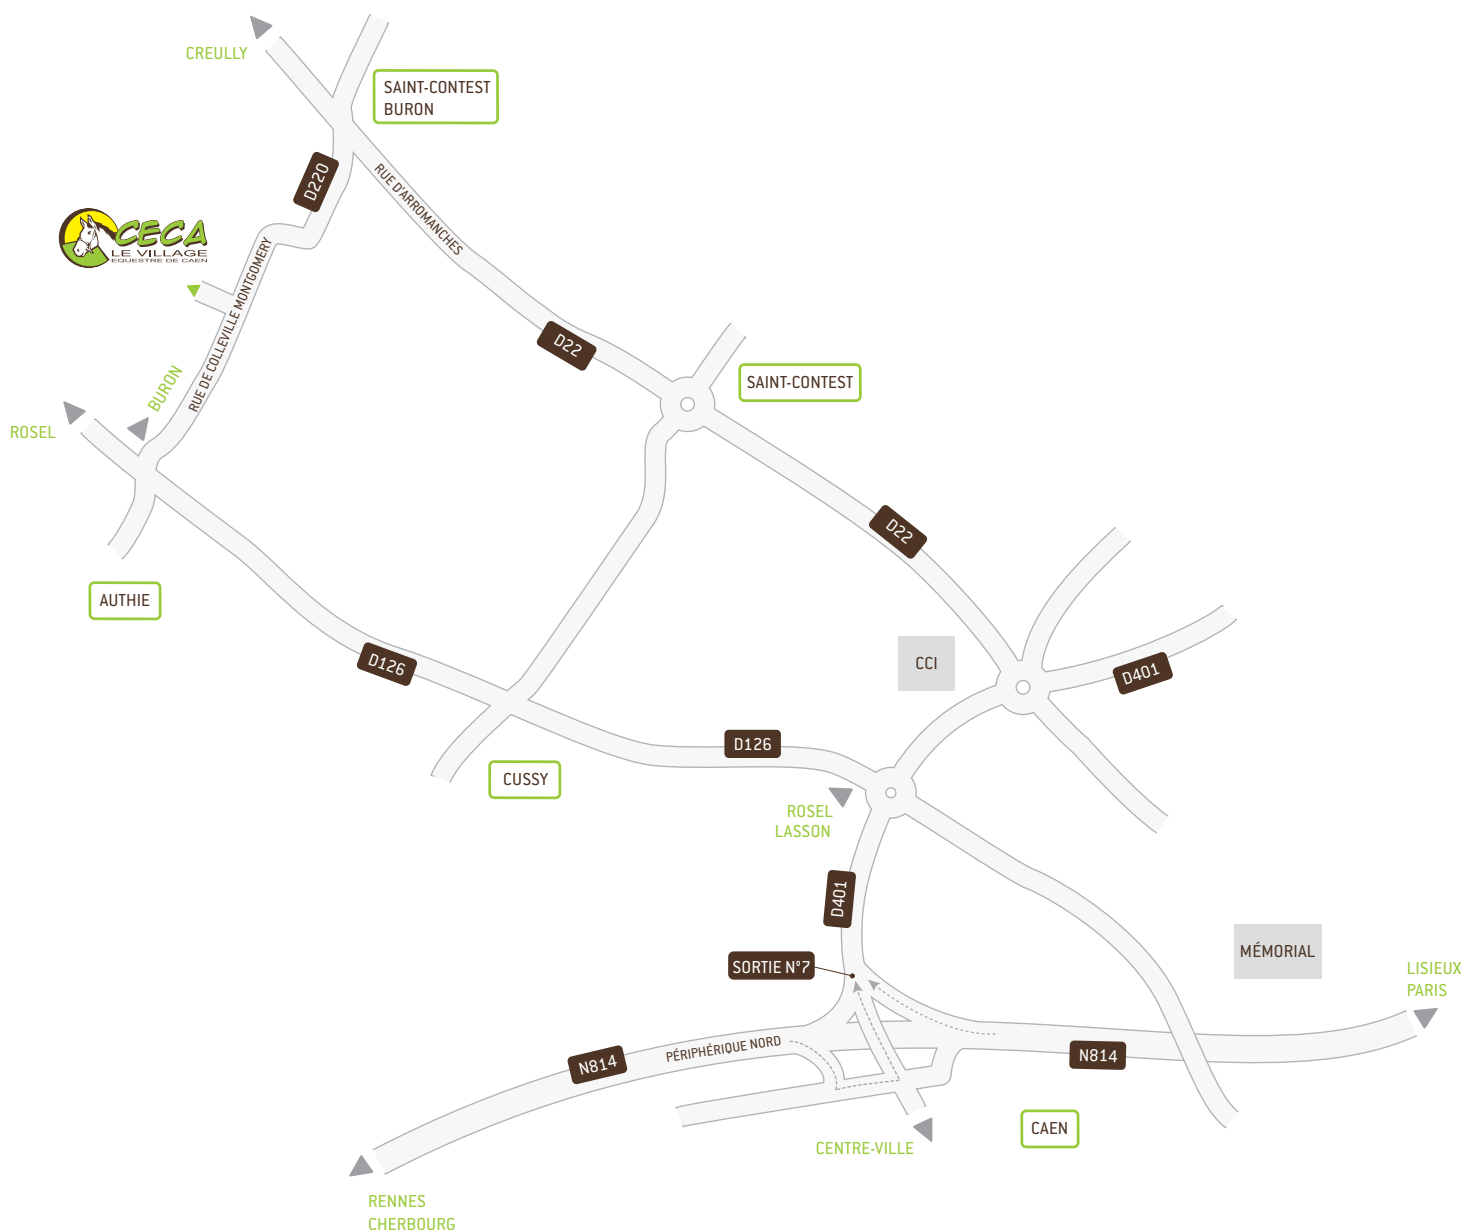 CREULLY
SAINT-CONTEST
BURON
D220
RUE D'ARROMANCHES
CECA
LE VILLAGE
EQUESTRE DE CAEN
RUE DE COLLEVILLE MONTGOMERY
D22
SAINT-CONTEST
BURON
ROSEL
D22
AUTHIE
CCI
D126
D401
D126
CUSSY
ROSEL
LASSON
D401
MÉMORIAL
SORTIE N°7
LISIEUX
PARIS
PÉRIPHÉRIQUE NORD
N814
N814
CAEN
CENTRE-VILLE
RENNES
CHERBOURG